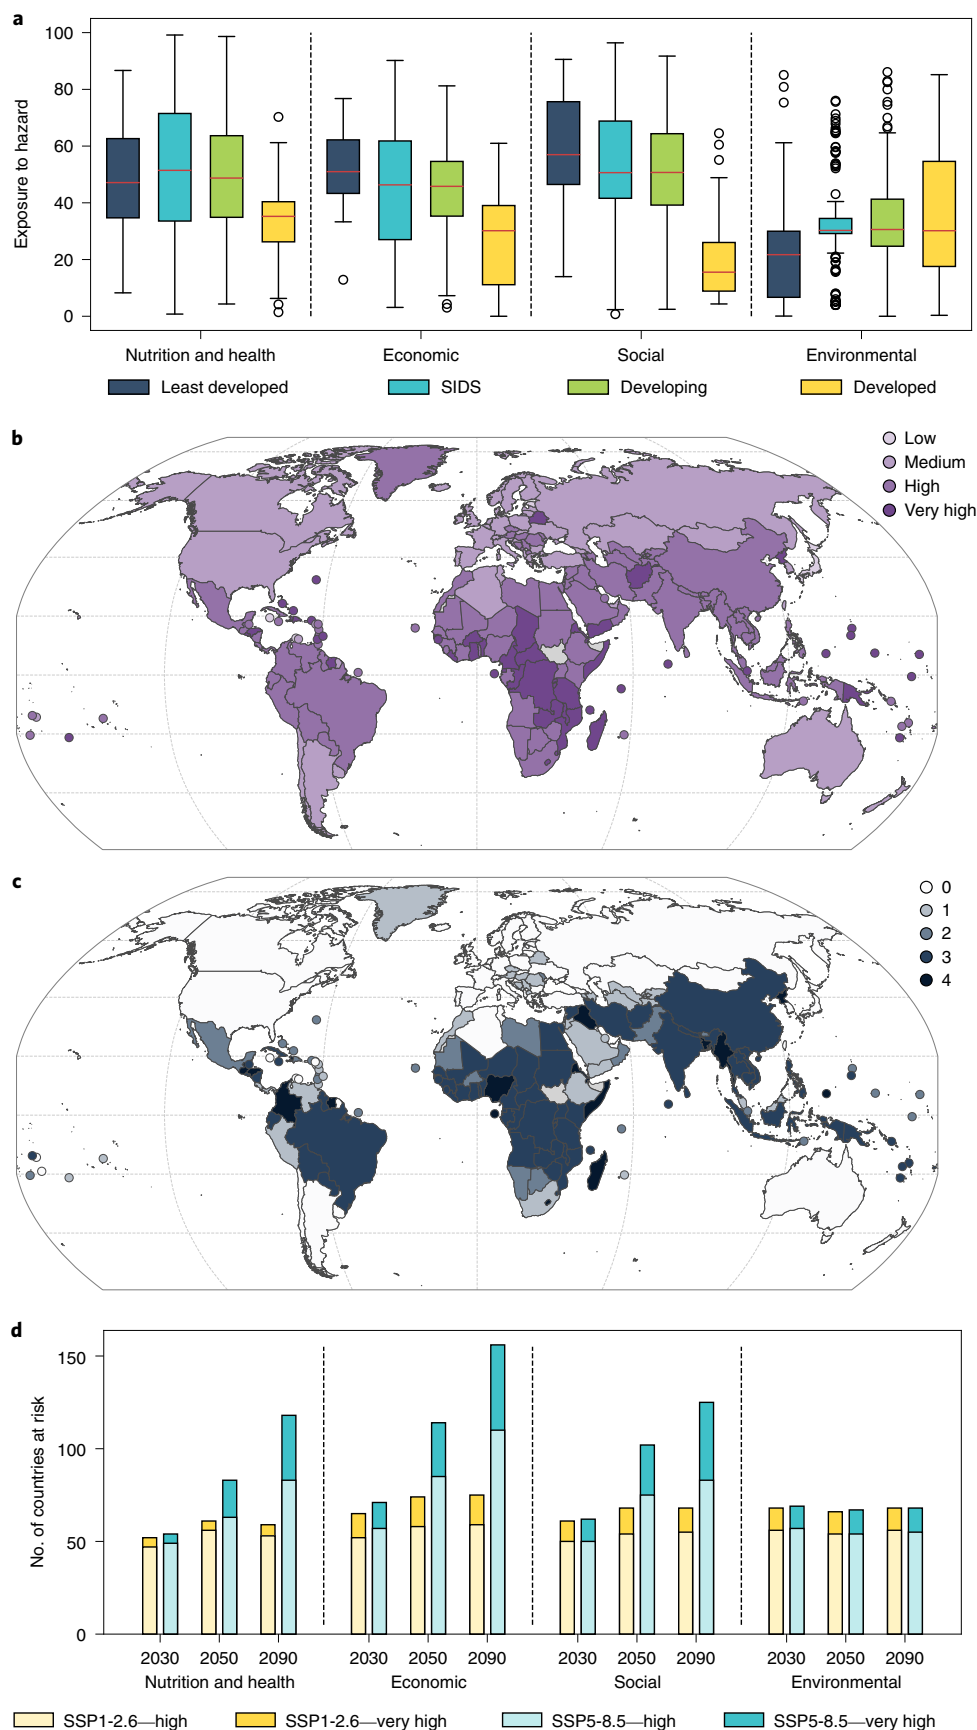 a
100
80
60
40
20
0
Exposure to hazard
Nutrition and health Economic Social Environmental
Least developed SIDS Developing Developed
b
Low
Medium
High
Very high
c
0
1
2
3
4
d
150
100
50
0
No. of countries at risk
2030 2050 2090 2030 2050 2090 2030 2050 2090 2030 2050 2090
Nutrition and health Economic Social Environmental
SSP1-2.6—high SSP1-2.6—very high SSP5-8.5—high SSP5-8.5—very high